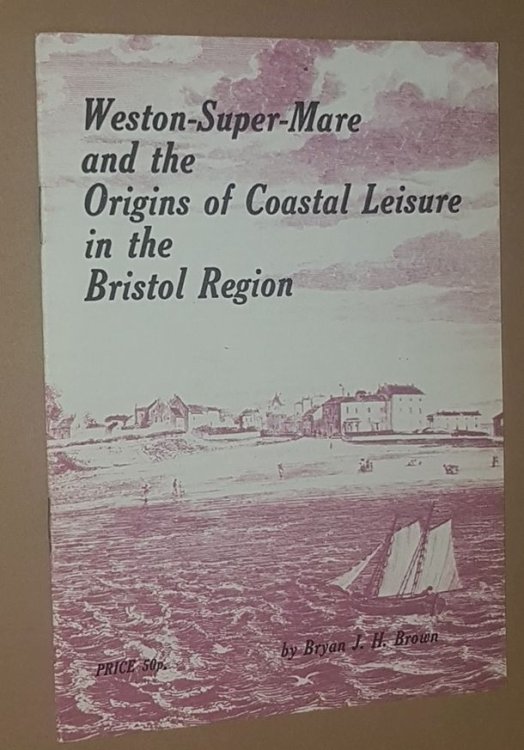 Weston-Super-Mare
and the
Origins of Coastal Leisure
in the
Bristol Region
by Bryan J. H. Brown
PRICE 50p.